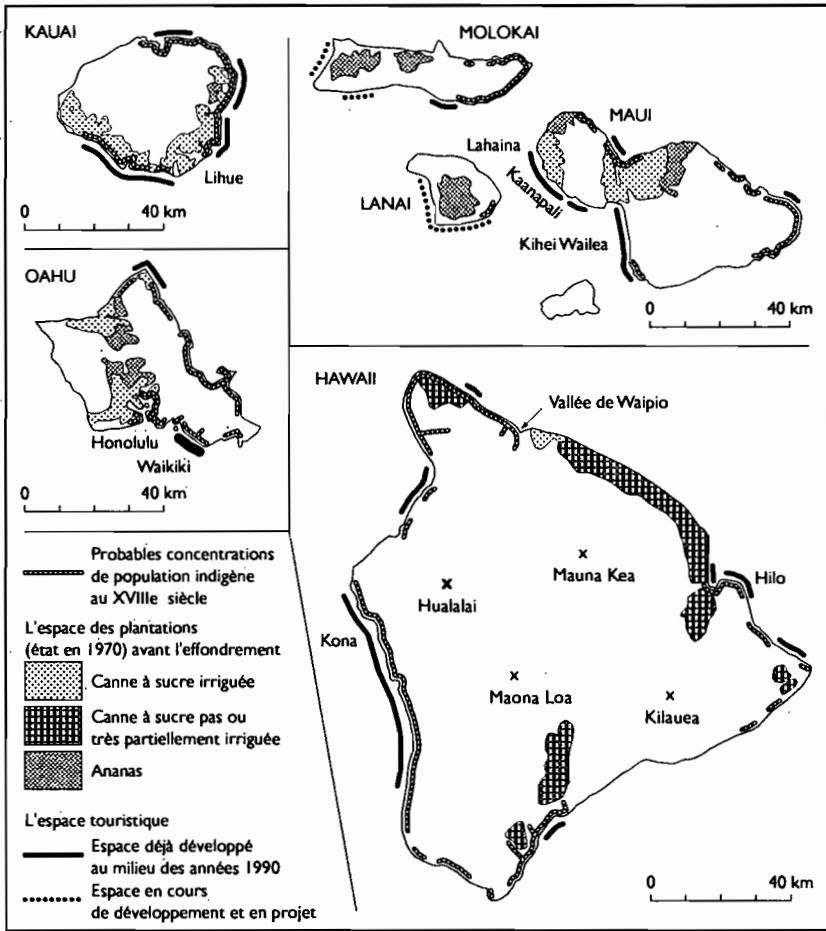 KAUAI
Lihue
0 40 km
OAHU
Honolulu
Waikiki
0 40 km
MOLOKAI
MAUI
Lahaina
Kaanapali
LANAI
Kihei Wailea
0 40 km
HAWAII
Vallée de Waipio
Mauna Kea
Hualalai
Hilo
Kona
Maona Loa
Kilauea
0 40 km
Probables concentrations
de population indigène
au XVIIIe siècle
L'espace des plantations
(état en 1970) avant l'effondrement
Canne à sucre irriguée
Canne à sucre pas ou
très partiellement irriguée
Ananas
L'espace touristique
Espace déjà développé
au milieu des années 1990
Espace en cours
de développement et en projet